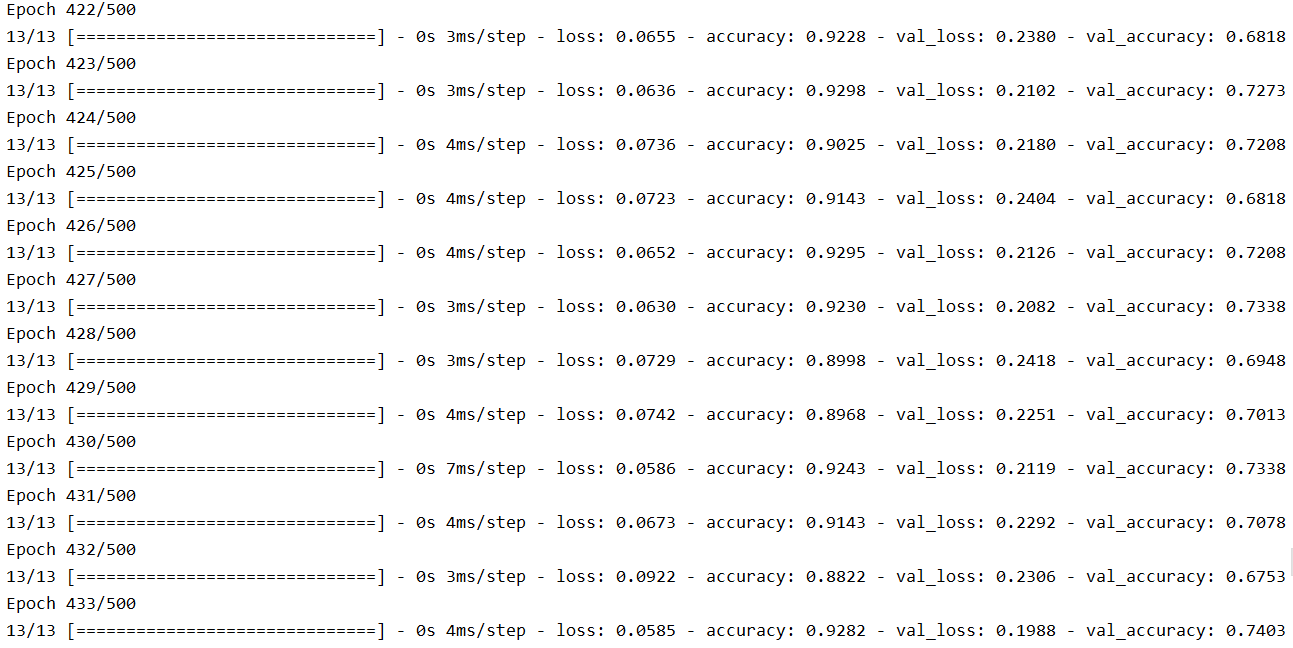 Epoch 422/500
13/13 [==============================] - 0s 3ms/step - loss: 0.0655 - accuracy: 0.9228 - val_loss: 0.2380 - val_accuracy: 0.6818
Epoch 423/500
13/13 [==============================] - 0s 3ms/step - loss: 0.0636 - accuracy: 0.9298 - val_loss: 0.2102 - val_accuracy: 0.7273
Epoch 424/500
13/13 [==============================] - 0s 4ms/step - loss: 0.0736 - accuracy: 0.9025 - val_loss: 0.2180 - val_accuracy: 0.7208
Epoch 425/500
13/13 [==============================] - 0s 4ms/step - loss: 0.0723 - accuracy: 0.9143 - val_loss: 0.2404 - val_accuracy: 0.6818
Epoch 426/500
13/13 [==============================] - 0s 4ms/step - loss: 0.0652 - accuracy: 0.9295 - val_loss: 0.2126 - val_accuracy: 0.7208
Epoch 427/500
13/13 [==============================] - 0s 3ms/step - loss: 0.0630 - accuracy: 0.9230 - val_loss: 0.2082 - val_accuracy: 0.7338
Epoch 428/500
13/13 [==============================] - 0s 3ms/step - loss: 0.0729 - accuracy: 0.8998 - val_loss: 0.2418 - val_accuracy: 0.6948
Epoch 429/500
13/13 [==============================] - 0s 4ms/step - loss: 0.0742 - accuracy: 0.8968 - val_loss: 0.2251 - val_accuracy: 0.7013
Epoch 430/500
13/13 [==============================] - 0s 7ms/step - loss: 0.0586 - accuracy: 0.9243 - val_loss: 0.2119 - val_accuracy: 0.7338
Epoch 431/500
13/13 [==============================] - 0s 4ms/step - loss: 0.0673 - accuracy: 0.9143 - val_loss: 0.2292 - val_accuracy: 0.7078
Epoch 432/500
13/13 [==============================] - 0s 3ms/step - loss: 0.0922 - accuracy: 0.8822 - val_loss: 0.2306 - val_accuracy: 0.6753
Epoch 433/500
13/13 [==============================] - 0s 4ms/step - loss: 0.0585 - accuracy: 0.9282 - val_loss: 0.1988 - val_accuracy: 0.7403